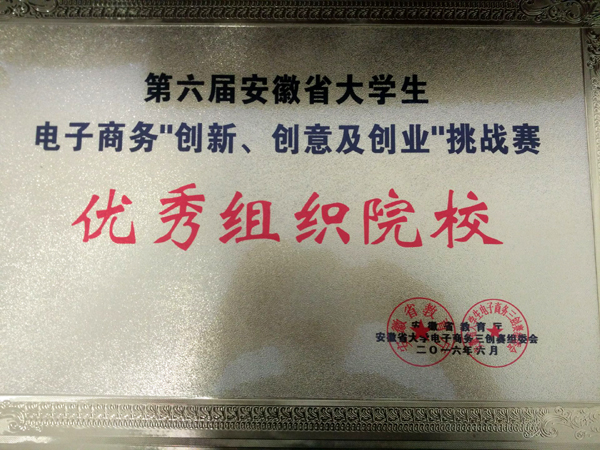 第六届安徽省大学生
电子商务"创新、创意及创业"挑战赛
优秀组织院校
安徽省教育厅
安徽省大学电子商务三创赛组委会
二〇一六年六月